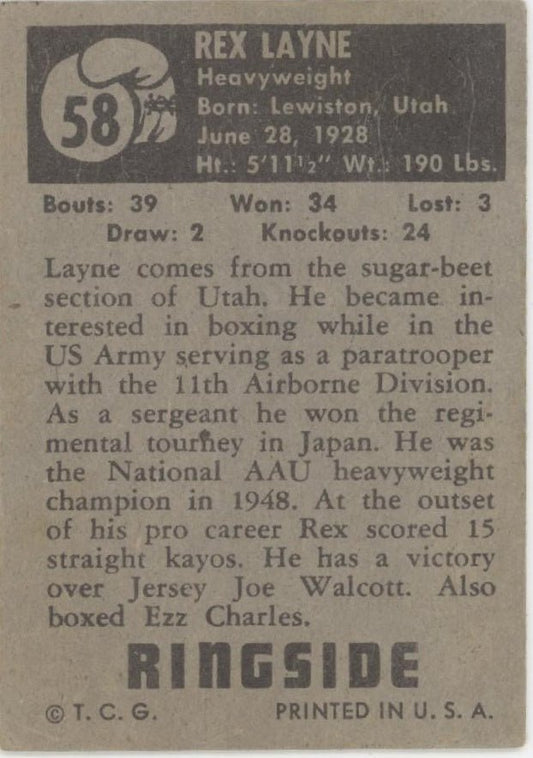 58
REX LAYNE
Heavyweight
Born: Lewiston, Utah
June 28, 1928
Ht.: 5'11½" Wt.: 190 Lbs.
Bouts: 39 Won: 34 Lost: 3
Draw: 2 Knockouts: 24
Layne comes from the sugar-beet
section of Utah. He became in-
terested in boxing while in the
US Army serving as a paratrooper
with the 11th Airborne Division.
As a sergeant he won the regi-
mental tourney in Japan. He was
the National AAU heavyweight
champion in 1948. At the outset
of his pro career Rex scored 15
straight kayos. He has a victory
over Jersey Joe Walcott. Also
boxed Ezz Charles.
RINGSIDE
© T. C. G. PRINTED IN U. S. A.